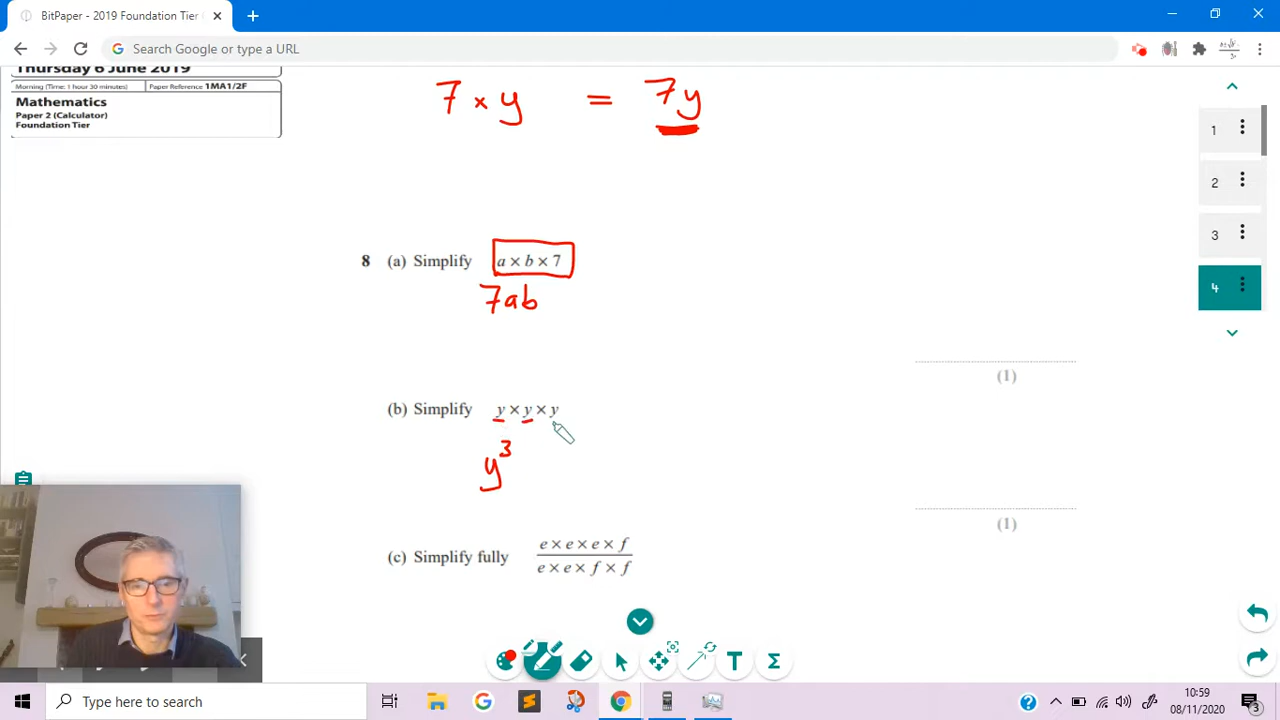 BitPaper - 2019 Foundation Tier
Search Google or type a URL
Thursday 6 June 2019
Morning (Time: 1 hour 30 minutes) Paper Reference 1MA1/2F
Mathematics
Paper 2 (Calculator)
Foundation Tier
7 × y = 7y
1
2
3
4
8 (a) Simplify a × b × 7
7ab
(1)
(b) Simplify y × y × y
y³
(1)
(c) Simplify fully e × e × e × f
e × e × f × f
T Σ
Type here to search
10:59
08/11/2020
3